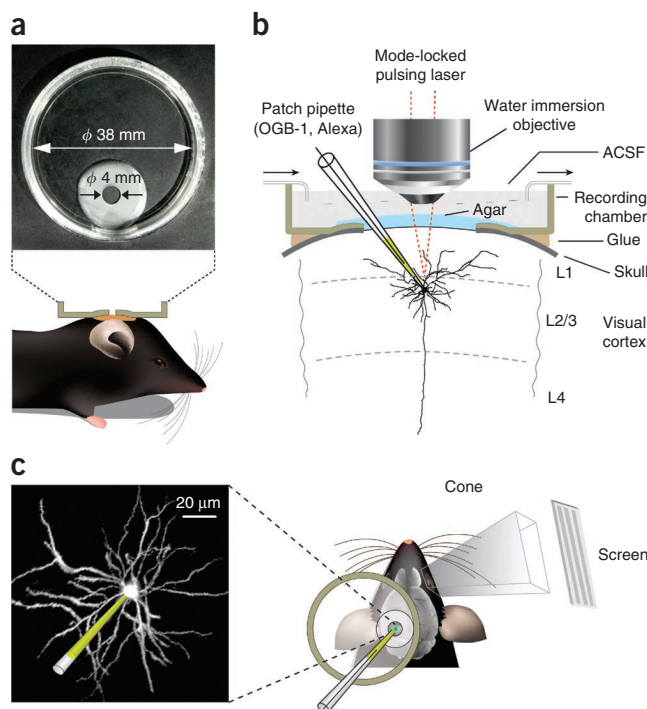 a
ϕ 38 mm
ϕ 4 mm
b
Mode-locked
pulsing laser
Patch pipette
(OGB-1, Alexa)
Water immersion
objective
ACSF
Agar
Recording
chamber
Glue
Skull
L1
L2/3
Visual
cortex
L4
c
20 μm
Cone
Screen